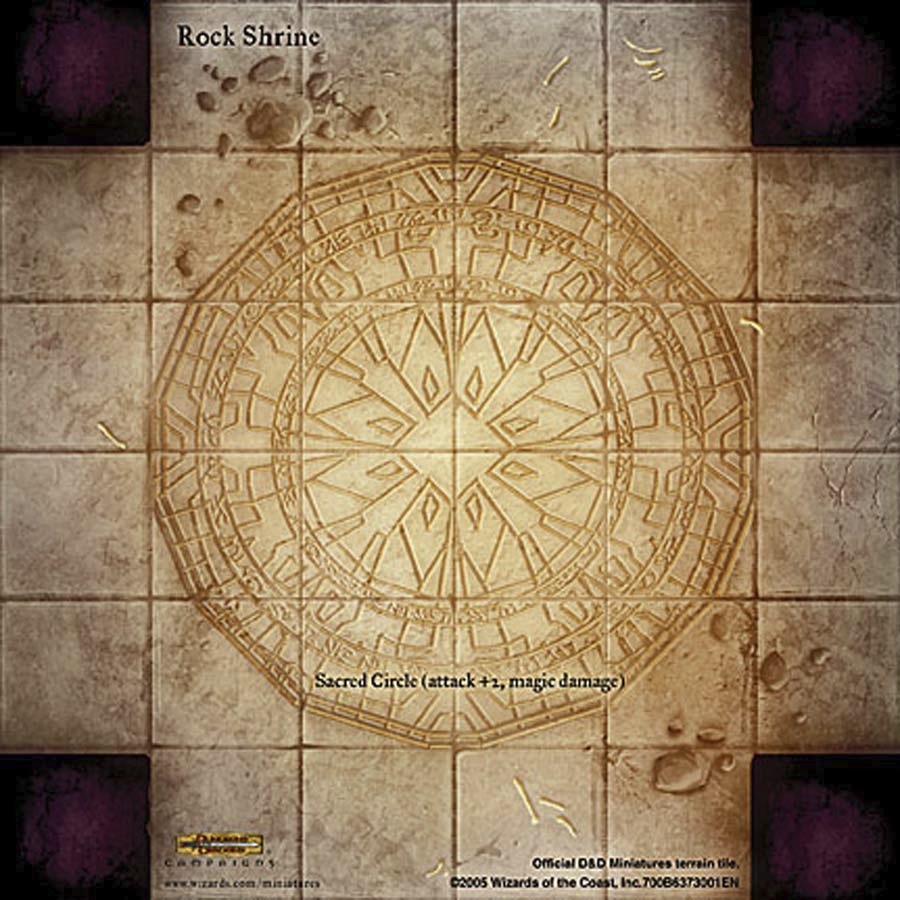 Rock Shrine
Sacred Circle (attack +2, magic damage)
CAMPAIGNS
www.wizards.com/miniatures
Official D&D Miniatures terrain tile.
©2005 Wizards of the Coast, Inc.700B6373001EN